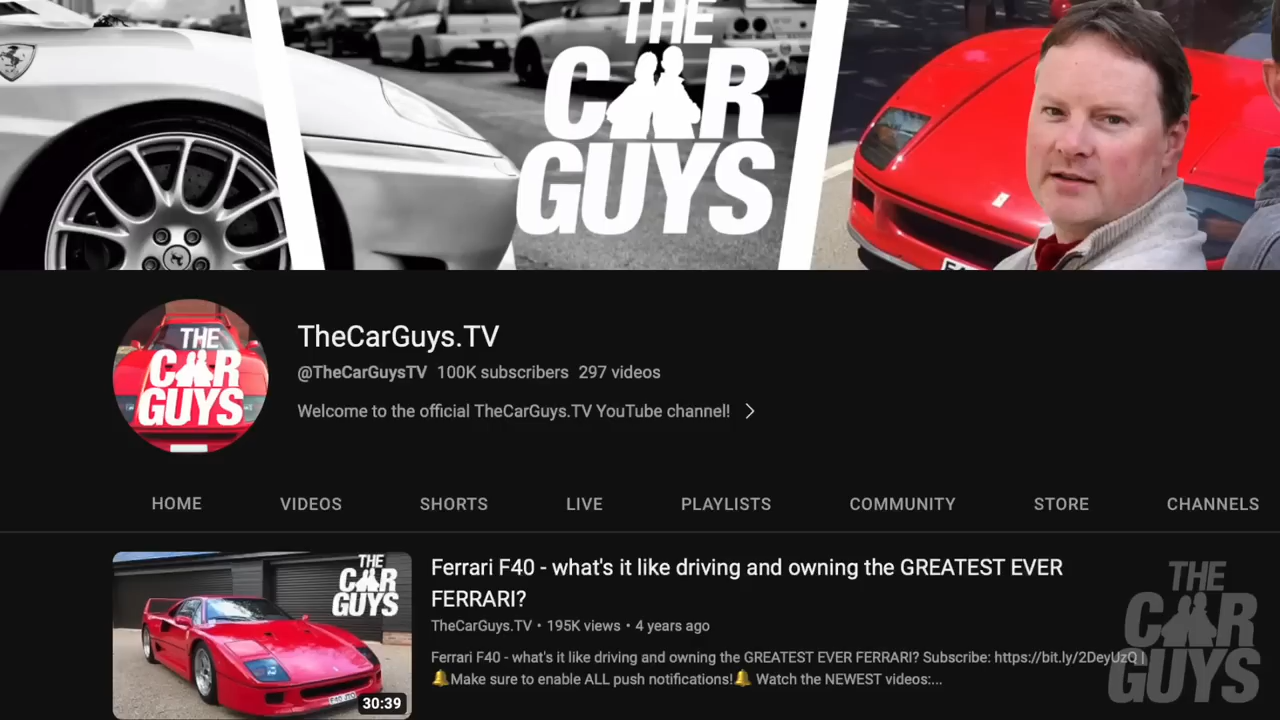 THE
CAR
GUYS
THE
CAR
GUYS
TheCarGuys.TV
@TheCarGuysTV 100K subscribers 297 videos
Welcome to the official TheCarGuys.TV YouTube channel!
HOME VIDEOS SHORTS LIVE PLAYLISTS COMMUNITY STORE CHANNELS
THE
CAR
GUYS
30:39
Ferrari F40 - what's it like driving and owning the GREATEST EVER
FERRARI?
TheCarGuys.TV • 195K views • 4 years ago
Ferrari F40 - what's it like driving and owning the GREATEST EVER FERRARI? Subscribe: https://bit.ly/2DeyUzQ |
🔔Make sure to enable ALL push notifications!🔔 Watch the NEWEST videos:...
THE
CAR
GUYS